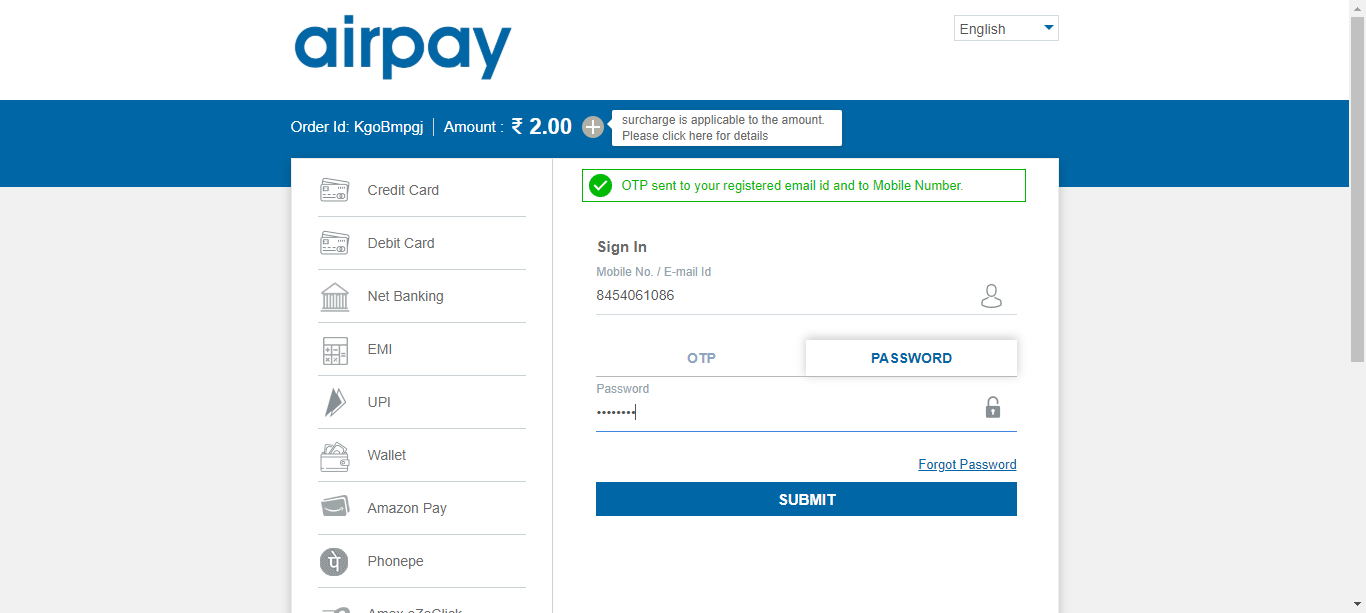 airpay
English
Order Id: KgoBmpgj
Amount : ₹ 2.00
surcharge is applicable to the amount.
Please click here for details
Credit Card
Debit Card
Net Banking
EMI
UPI
Wallet
Amazon Pay
Phonepe
Amex eZeClick
OTP sent to your registered email id and to Mobile Number.
Sign In
Mobile No. / E-mail Id
8454061086
OTP
PASSWORD
Password
••••••••
Forgot Password
SUBMIT